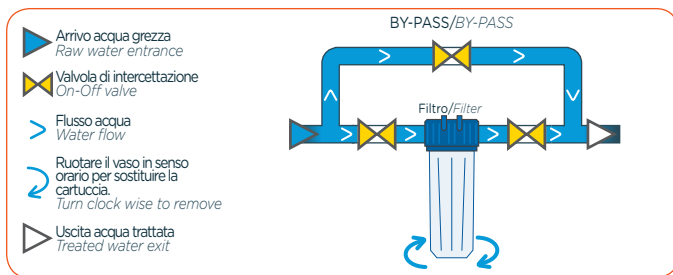 Arrivo acqua grezza
Raw water entrance
Valvola di intercettazione
On-Off valve
Flusso acqua
Water flow
Ruotare il vaso in senso
orario per sostituire la
cartuccia.
Turn clock wise to remove
Uscita acqua trattata
Treated water exit
BY-PASS/BY-PASS
Filtro/Filter